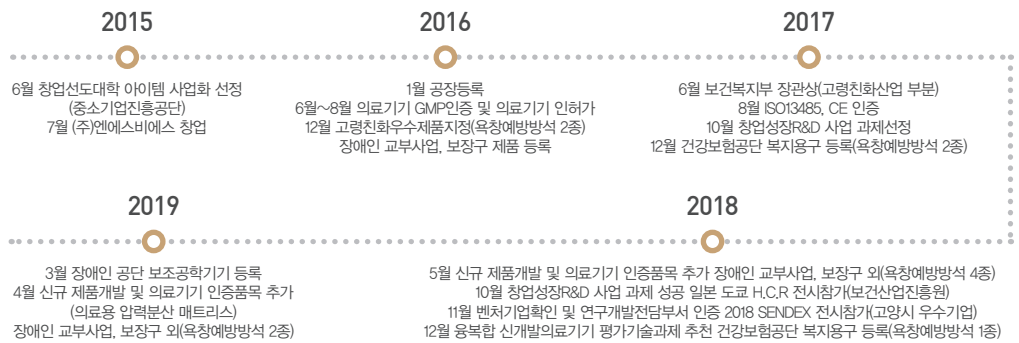 2015
6월 창업선도대학 아이템 사업화 선정
(중소기업진흥공단)
7월 (주)엔에스비에스 창업
2016
1월 공장등록
6월~8월 의료기기 GMP인증 및 의료기기 인허가
12월 고령친화우수제품지정(욕창예방방석 2종)
장애인 교부사업, 보장구 제품 등록
2017
6월 보건복지부 장관상(고령친화산업 부분)
8월 ISO13485, CE 인증
10월 창업성장R&D 사업 과제선정
12월 건강보험공단 복지용구 등록(욕창예방방석 2종)
2018
5월 신규 제품개발 및 의료기기 인증품목 추가 장애인 교부사업, 보장구 외(욕창예방방석 4종)
10월 창업성장R&D 사업 과제 성공 일본 도쿄 H.C.R 전시참가(보건산업진흥원)
11월 벤처기업확인 및 연구개발전담부서 인증 2018 SENDEX 전시참가(고양시 우수기업)
12월 융복합 신개발의료기기 평가기술과제 추천 건강보험공단 복지용구 등록(욕창예방방석 1종)
2019
3월 장애인 공단 보조공학기기 등록
4월 신규 제품개발 및 의료기기 인증품목 추가
(의료용 압력분산 매트리스)
장애인 교부사업, 보장구 외(욕창예방방석 2종)